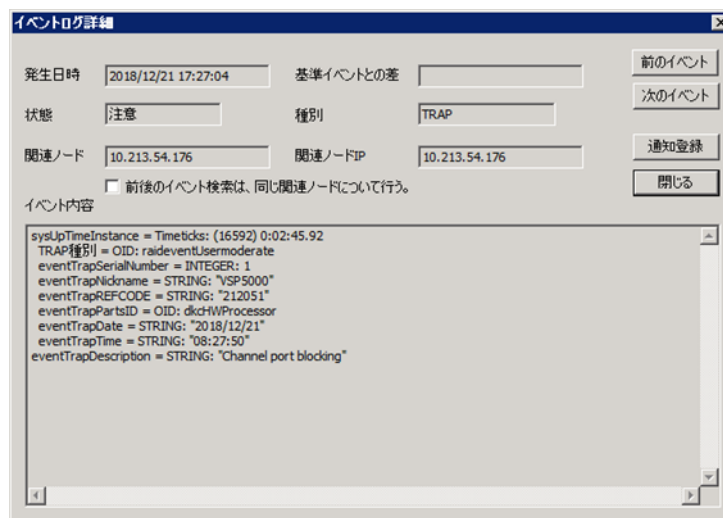 イベントログ詳細
発生日時 2018/12/21 17:27:04 基準イベントとの差 前のイベント
次のイベント
状態 注意 種別 TRAP
関連ノード 10.213.54.176 関連ノードIP 10.213.54.176 通知登録
前後のイベント検索は、同じ関連ノードについて行う。 閉じる
イベント内容
sysUpTimeInstance = Timeticks: (16592) 0:02:45.92
TRAP種別 = OID: raideventUsermoderate
eventTrapSerialNumber = INTEGER: 1
eventTrapNickname = STRING: "VSP5000"
eventTrapREFCODE = STRING: "212051"
eventTrapPartsID = OID: dkcHWProcessor
eventTrapDate = STRING: "2018/12/21"
eventTrapTime = STRING: "08:27:50"
eventTrapDescription = STRING: "Channel port blocking"